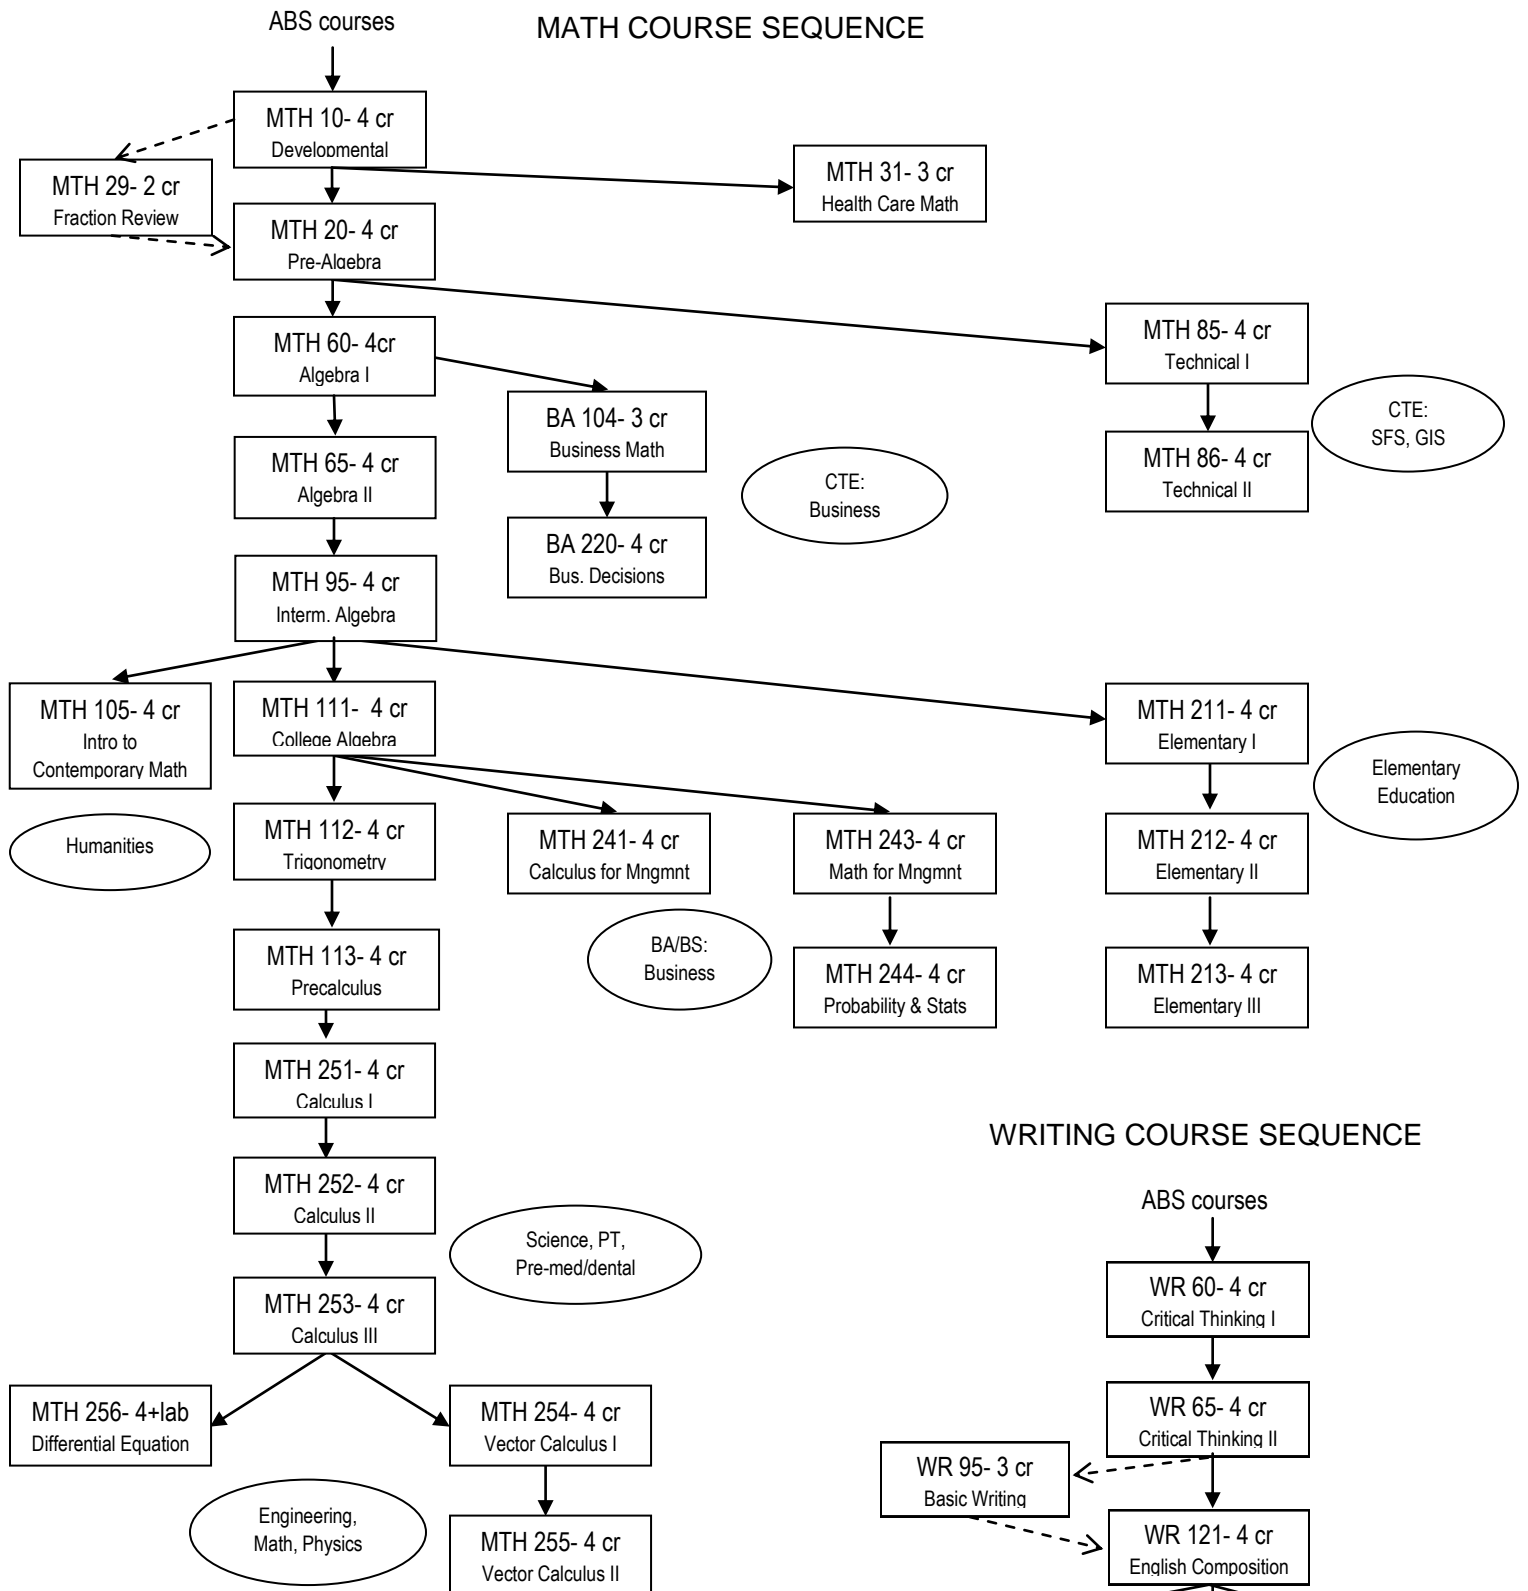 ABS courses
MATH COURSE SEQUENCE
MTH 10- 4 cr
Developmental
MTH 29- 2 cr
Fraction Review
MTH 31- 3 cr
Health Care Math
MTH 20- 4 cr
Pre-Algebra
MTH 60- 4cr
Algebra I
MTH 85- 4 cr
Technical I
BA 104- 3 cr
Business Math
CTE:
SFS, GIS
MTH 65- 4 cr
Algebra II
MTH 86- 4 cr
Technical II
CTE:
Business
BA 220- 4 cr
Bus. Decisions
MTH 95- 4 cr
Interm. Algebra
MTH 105- 4 cr
Intro to
Contemporary Math
MTH 111-  4 cr
College Algebra
MTH 211- 4 cr
Elementary I
Elementary
Education
Humanities
MTH 112- 4 cr
Trigonometry
MTH 241- 4 cr
Calculus for Mngmnt
MTH 243- 4 cr
Math for Mngmnt
MTH 212- 4 cr
Elementary II
BA/BS:
Business
MTH 113- 4 cr
Precalculus
MTH 244- 4 cr
Probability & Stats
MTH 213- 4 cr
Elementary III
MTH 251- 4 cr
Calculus I
MTH 252- 4 cr
Calculus II
Science, PT,
Pre-med/dental
MTH 253- 4 cr
Calculus III
MTH 256- 4+lab
Differential Equation
MTH 254- 4 cr
Vector Calculus I
Engineering,
Math, Physics
MTH 255- 4 cr
Vector Calculus II
WRITING COURSE SEQUENCE
ABS courses
WR 60- 4 cr
Critical Thinking I
WR 65- 4 cr
Critical Thinking II
WR 95- 3 cr
Basic Writing
WR 121- 4 cr
English Composition